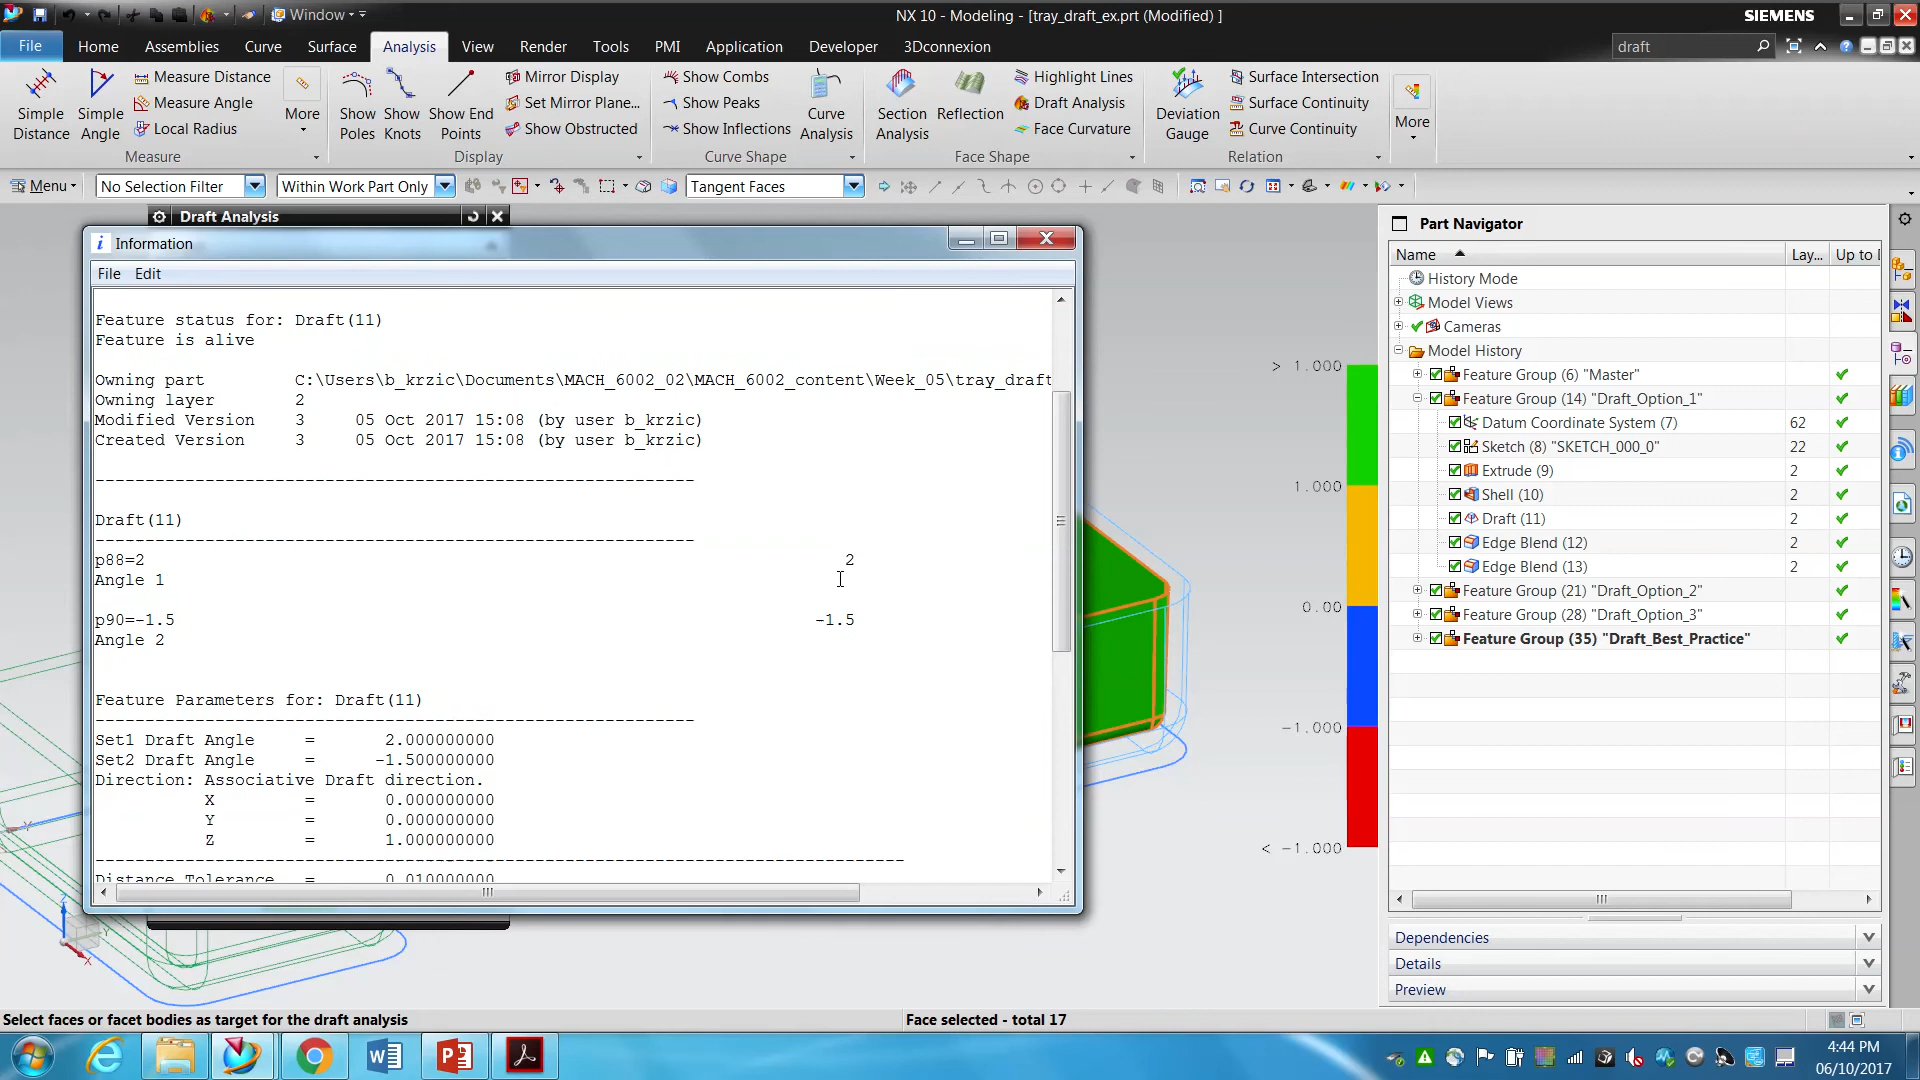 Window
NX 10 - Modeling - [tray_draft_ex.prt (Modified) ]
SIEMENS
File
Home
Assemblies
Curve
Surface
Analysis
View
Render
Tools
PMI
Application
Developer
3Dconnexion
draft
Simple Distance
Simple Angle
Measure Distance
Measure Angle
Local Radius
More
Show Poles
Show Knots
Show End Points
Mirror Display
Set Mirror Plane...
Show Obstructed
Show Combs
Show Peaks
Show Inflections
Curve Analysis
Section Analysis
Reflection
Highlight Lines
Draft Analysis
Face Curvature
Deviation Gauge
Surface Intersection
Surface Continuity
Curve Continuity
More
Measure
Display
Curve Shape
Face Shape
Relation
Menu
No Selection Filter
Within Work Part Only
Tangent Faces
Draft Analysis
Information
File Edit
Feature status for: Draft(11)
Feature is alive
Owning part C:\Users\b_krzic\Documents\MACH_6002_02\MACH_6002_content\Week_05\tray_draft
Owning layer 2
Modified Version 3 05 Oct 2017 15:08 (by user b_krzic)
Created Version 3 05 Oct 2017 15:08 (by user b_krzic)
------------------------------------------------------------
Draft(11)
------------------------------------------------------------
p88=2 2
Angle 1
p90=-1.5 -1.5
Angle 2
Feature Parameters for: Draft(11)
------------------------------------------------------------
Set1 Draft Angle = 2.000000000
Set2 Draft Angle = -1.500000000
Direction: Associative Draft direction.
X = 0.000000000
Y = 0.000000000
Z = 1.000000000
---------------------------------------------------------------------------------
Distance Tolerance = 0.010000000
> 1.000
1.000
0.00
-1.000
< -1.000
Z
Y
X
Y
Part Navigator
Name Lay... Up to
History Mode
Model Views
Cameras
Model History
Feature Group (6) "Master"
Feature Group (14) "Draft_Option_1"
Datum Coordinate System (7) 62
Sketch (8) "SKETCH_000_0" 22
Extrude (9) 2
Shell (10) 2
Draft (11) 2
Edge Blend (12) 2
Edge Blend (13) 2
Feature Group (21) "Draft_Option_2"
Feature Group (28) "Draft_Option_3"
Feature Group (35) "Draft_Best_Practice"
Dependencies
Details
Preview
Select faces or facet bodies as target for the draft analysis
Face selected - total 17
4:44 PM
06/10/2017